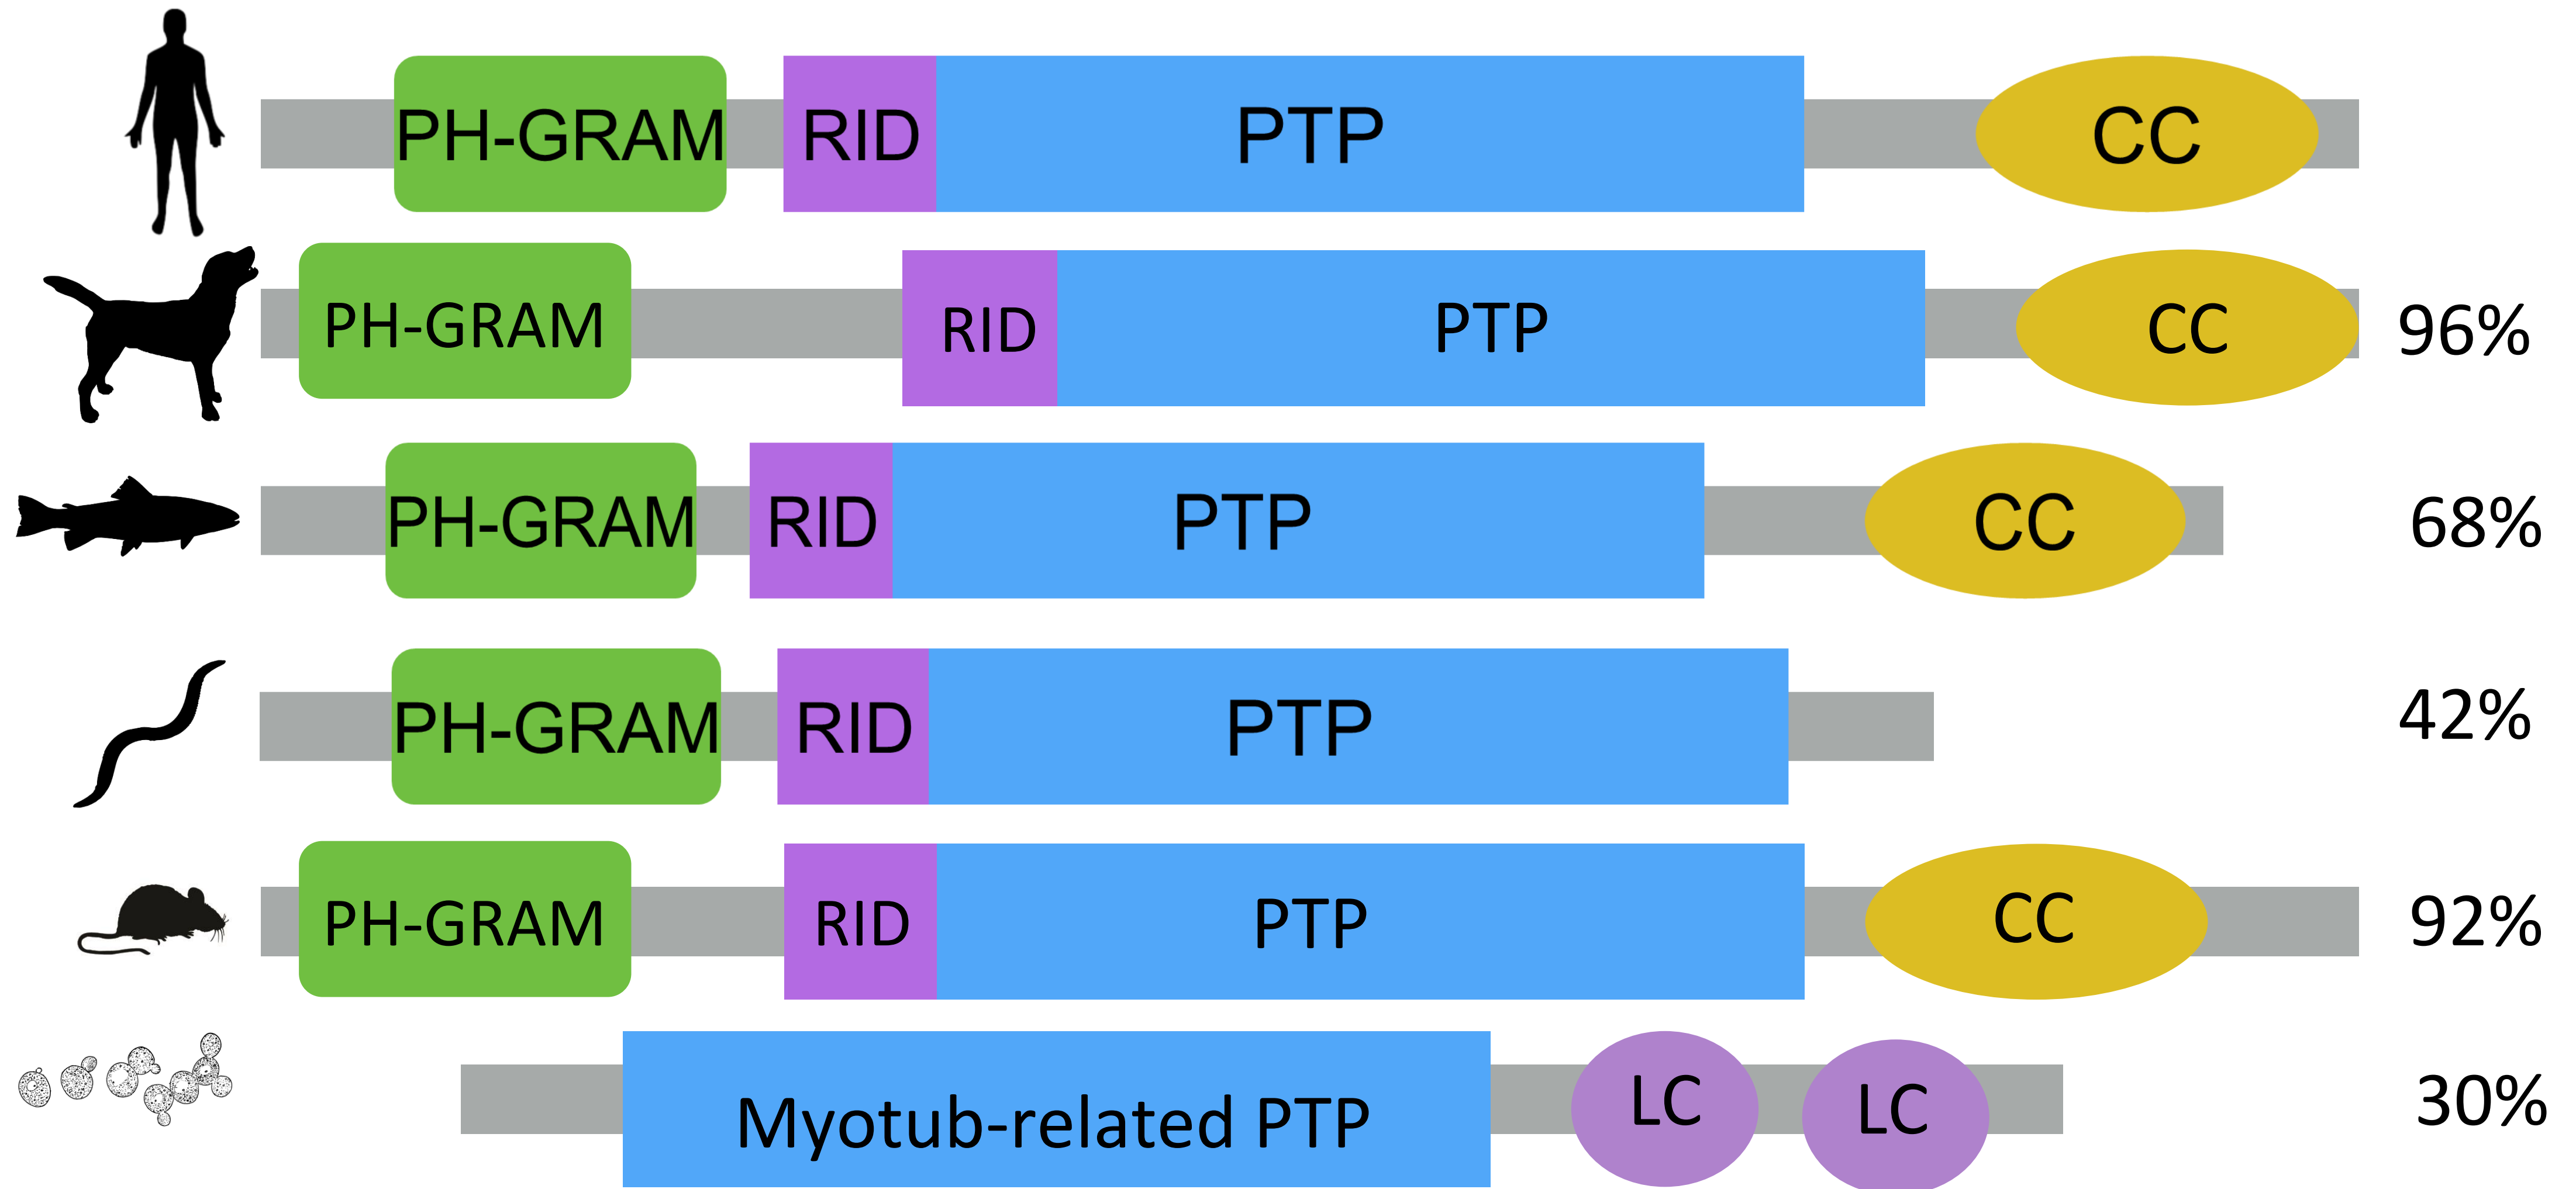 PH-GRAM RID PTP CC
PH-GRAM RID PTP CC 96%
PH-GRAM RID PTP CC 68%
PH-GRAM RID PTP 42%
PH-GRAM RID PTP CC 92%
Myotub-related PTP LC LC 30%